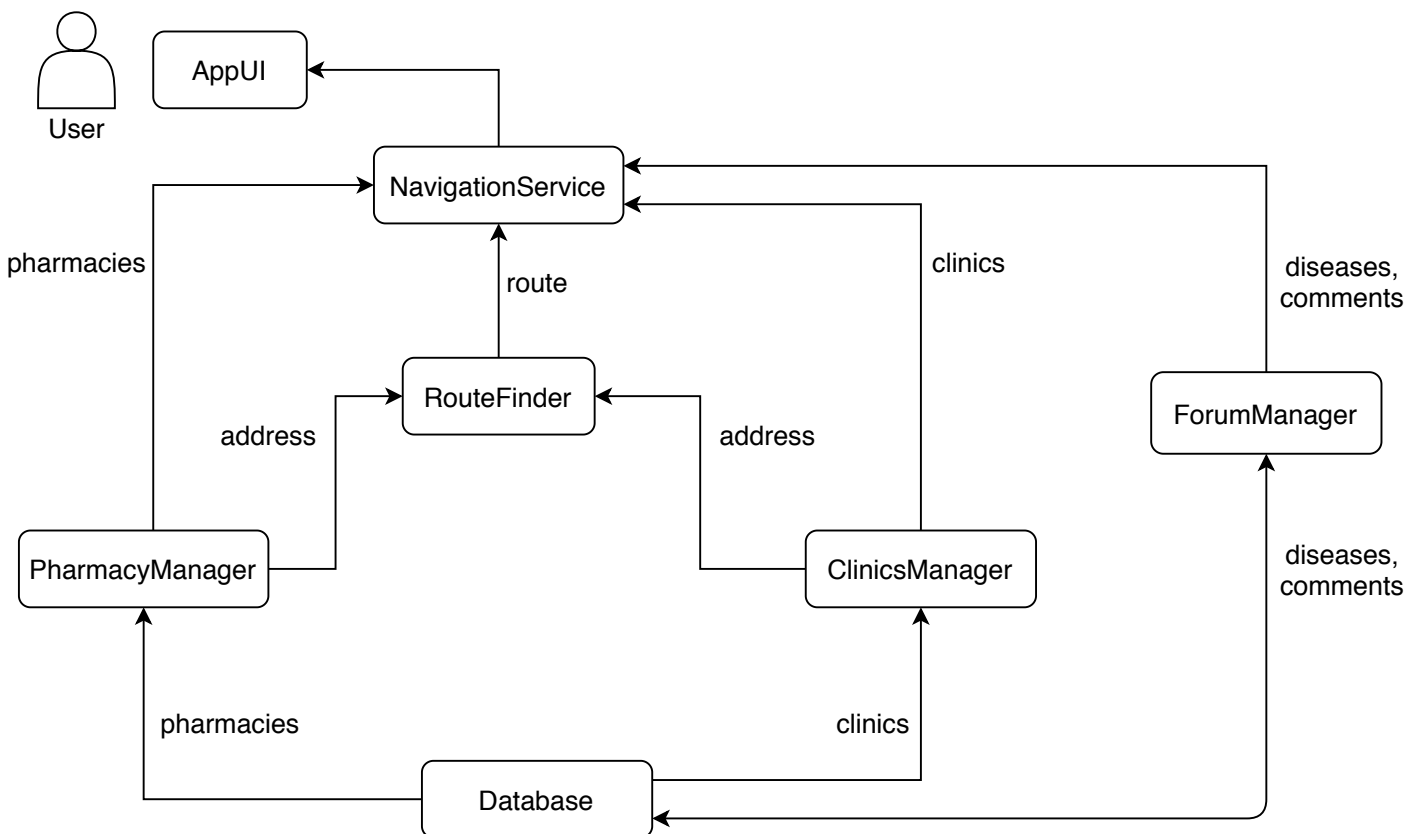 AppUI
User
NavigationService
pharmacies
route
clinics
diseases,
comments
RouteFinder
ForumManager
address
address
PharmacyManager
ClinicsManager
diseases,
comments
pharmacies
clinics
Database